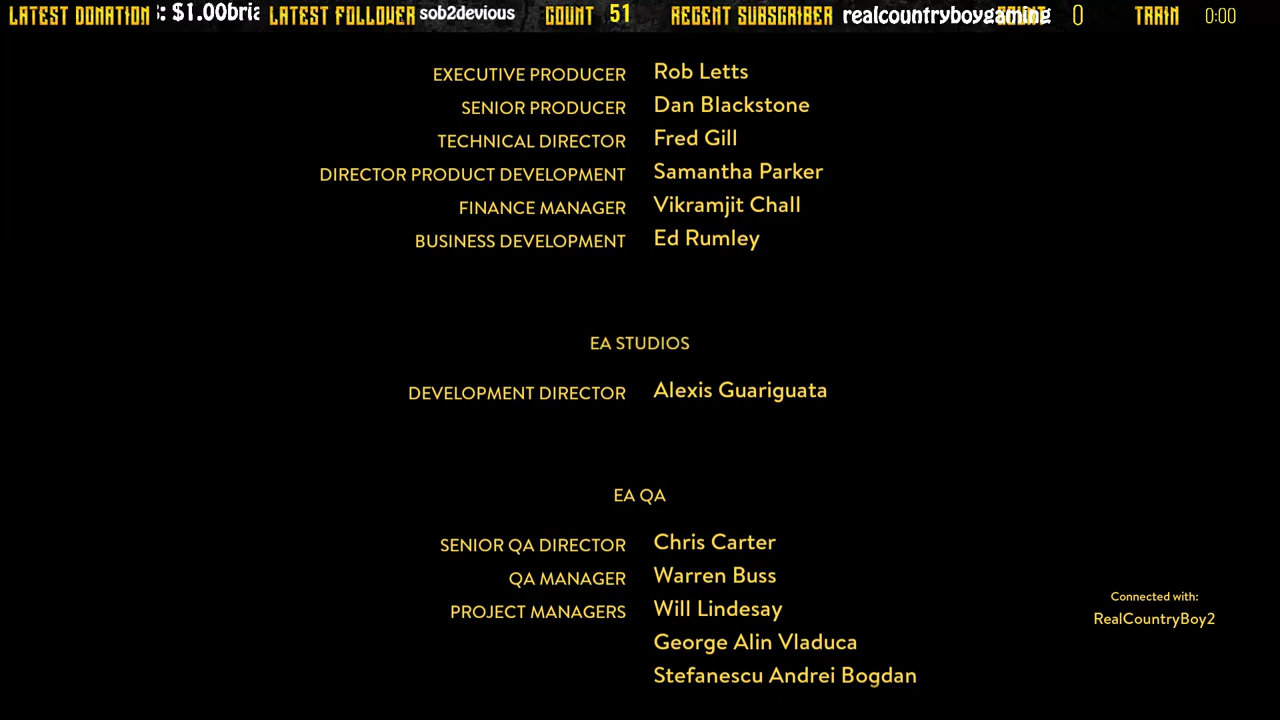 LATEST DONATION : $1.00bria LATEST FOLLOWER sob2devious COUNT 51 RECENT SUBSCRIBER realcountryboygaming 0 TRAIN 0:00
EXECUTIVE PRODUCER Rob Letts
SENIOR PRODUCER Dan Blackstone
TECHNICAL DIRECTOR Fred Gill
DIRECTOR PRODUCT DEVELOPMENT Samantha Parker
FINANCE MANAGER Vikramjit Chall
BUSINESS DEVELOPMENT Ed Rumley
EA STUDIOS
DEVELOPMENT DIRECTOR Alexis Guariguata
EA QA
SENIOR QA DIRECTOR Chris Carter
QA MANAGER Warren Buss
PROJECT MANAGERS Will Lindesay
George Alin Vladuca
Stefanescu Andrei Bogdan
Connected with:
RealCountryBoy2